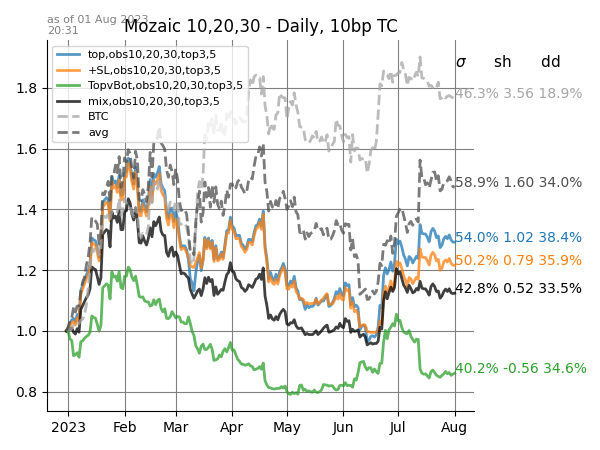 as of 01 Aug 2023
20:31
Mozaic 10,20,30 - Daily, 10bp TC
top,obs10,20,30,top3,5
+SL,obs10,20,30,top3,5
TopvBot,obs10,20,30,top3,5
mix,obs10,20,30,top3,5
BTC
avg
σ sh dd
46.3% 3.56 18.9%
58.9% 1.60 34.0%
54.0% 1.02 38.4%
50.2% 0.79 35.9%
42.8% 0.52 33.5%
40.2% -0.56 34.6%
1.8
1.6
1.4
1.2
1.0
0.8
2023 Feb Mar Apr May Jun Jul Aug